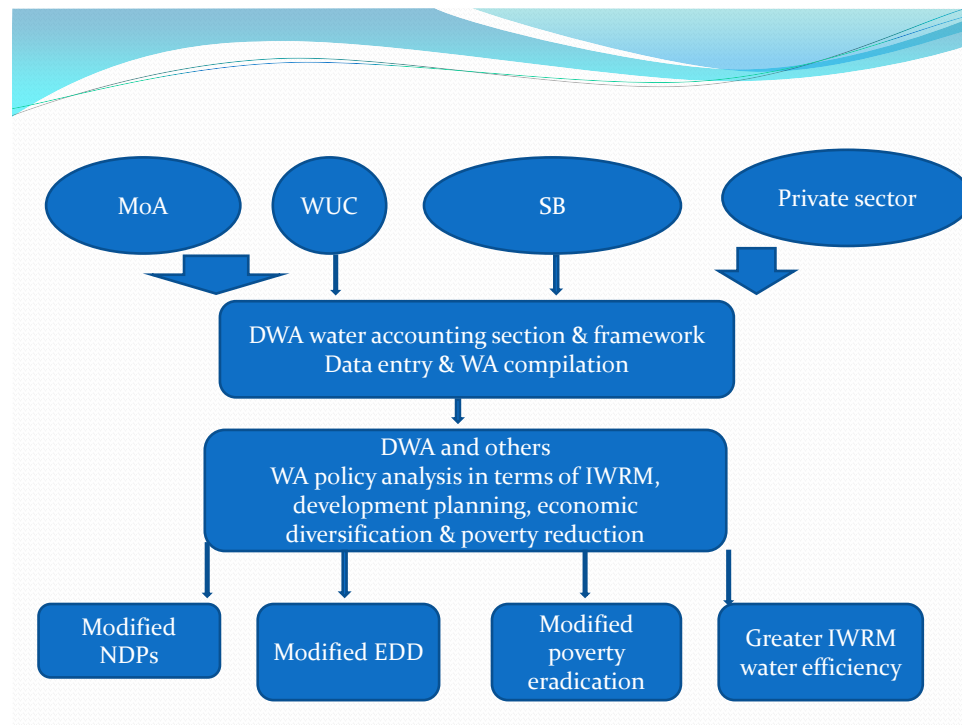 MoA
WUC
SB
Private sector
DWA water accounting section & framework
Data entry & WA compilation
DWA and others
WA policy analysis in terms of IWRM,
development planning, economic
diversification & poverty reduction
Modified
NDPs
Modified EDD
Modified
poverty
eradication
Greater IWRM
water efficiency